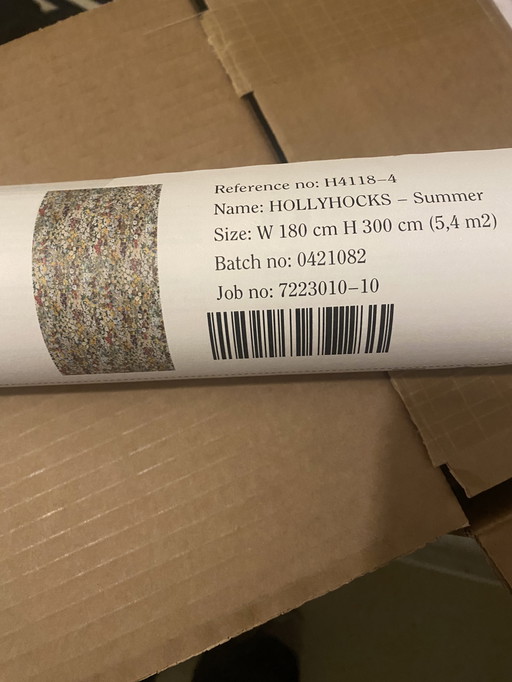 Reference no: H4118-4
Name: HOLLYHOCKS – Summer
Size: W 180 cm H 300 cm (5,4 m2)
Batch no: 0421082
Job no: 7223010-10